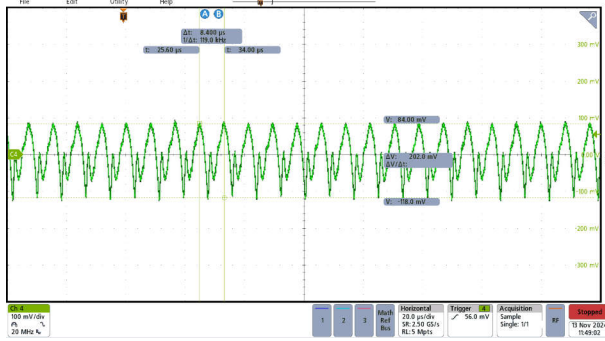 File Edit Utility Help
A B
Δt: 8.400 µs
1/Δt: 119.0 kHz
t: 25.60 µs t: 34.00 µs
300 mV
200 mV
100 mV
V: 84.00 mV
C4
ΔV: 202.0 mV
ΔV/Δt:
-100 mV
V: -118.0 mV
-200 mV
-300 mV
Ch 4
100 mV/div
20 MHz
1 2 3
Math
Ref
Bus
Horizontal
20.0 µs/div
SR: 2.50 GS/s
RL: 5 Mpts
Trigger 4
56.0 mV
Acquisition
Sample
Single: 1/1
RF
Stopped
13 Nov 202
11:49:02